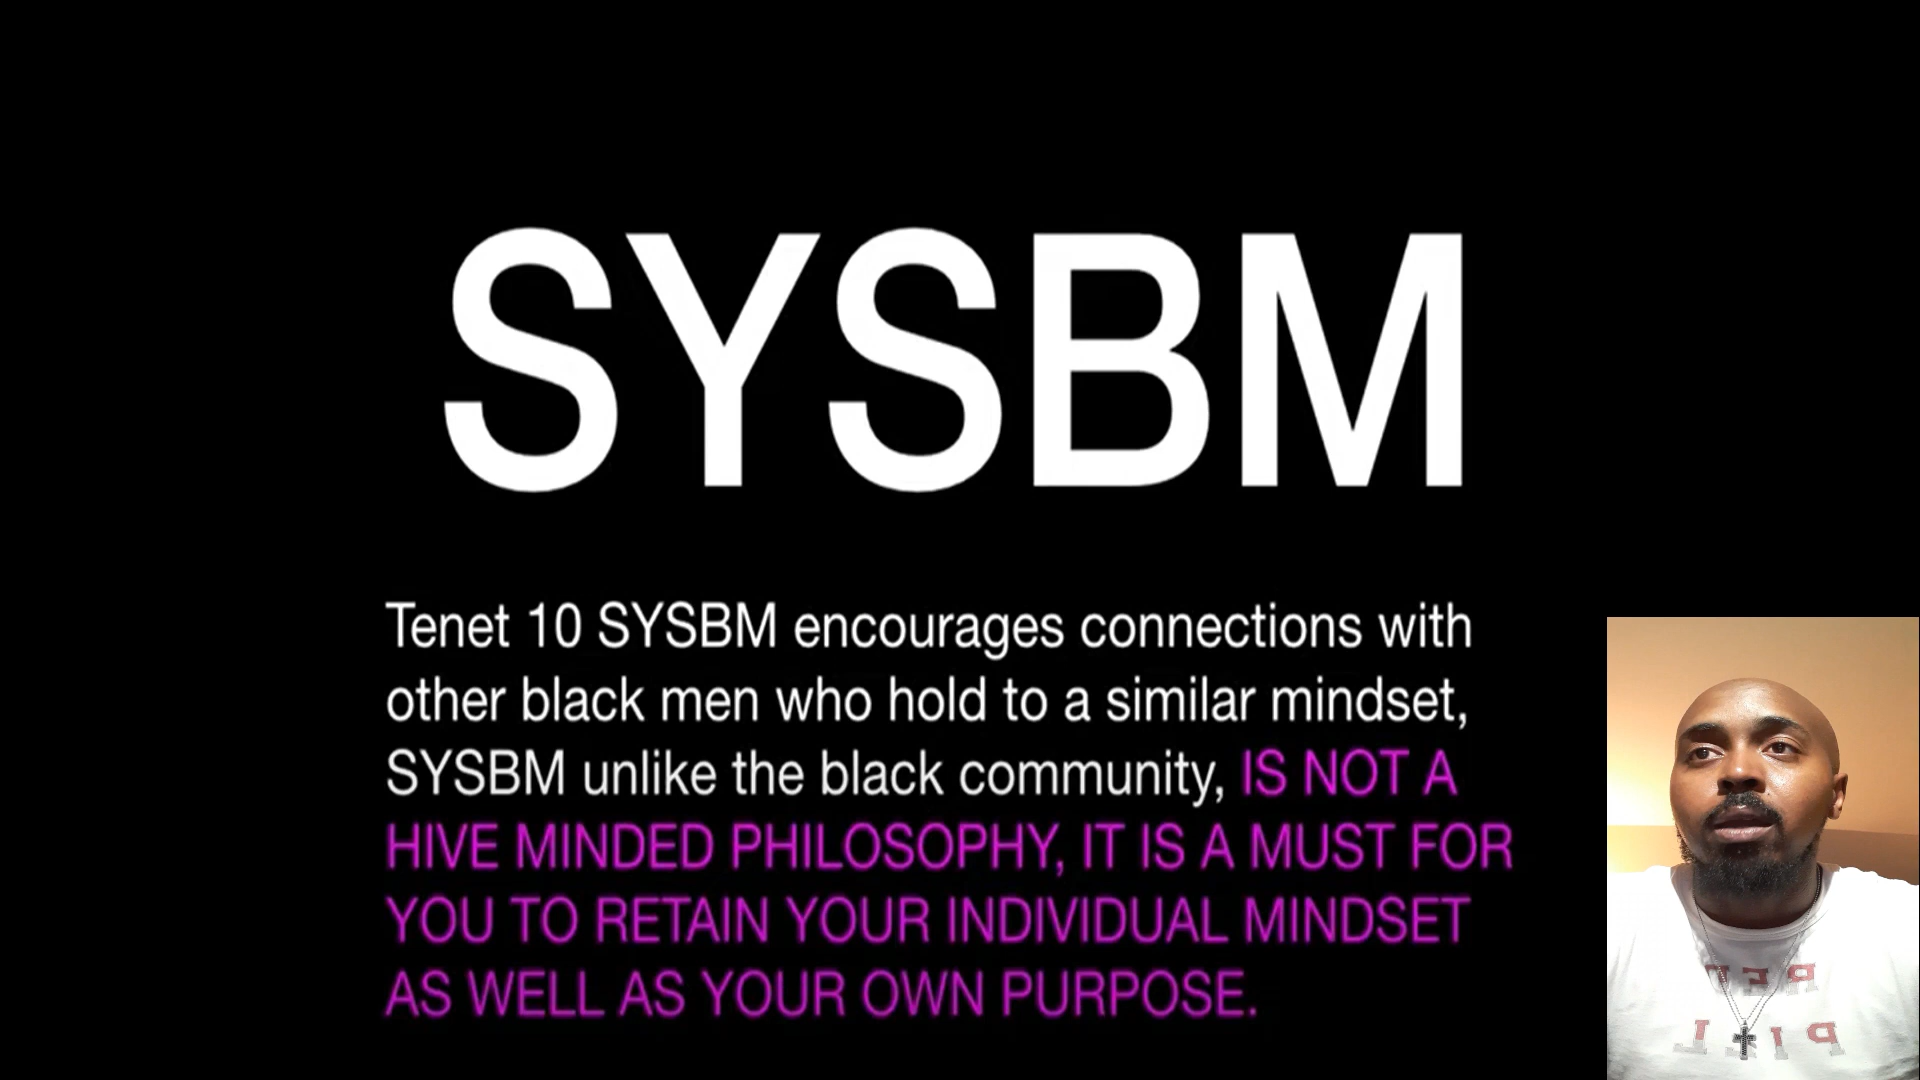 SYSBM
Tenet 10 SYSBM encourages connections with
other black men who hold to a similar mindset,
SYSBM unlike the black community, IS NOT A
HIVE MINDED PHILOSOPHY, IT IS A MUST FOR
YOU TO RETAIN YOUR INDIVIDUAL MINDSET
AS WELL AS YOUR OWN PURPOSE.
RED
PILL